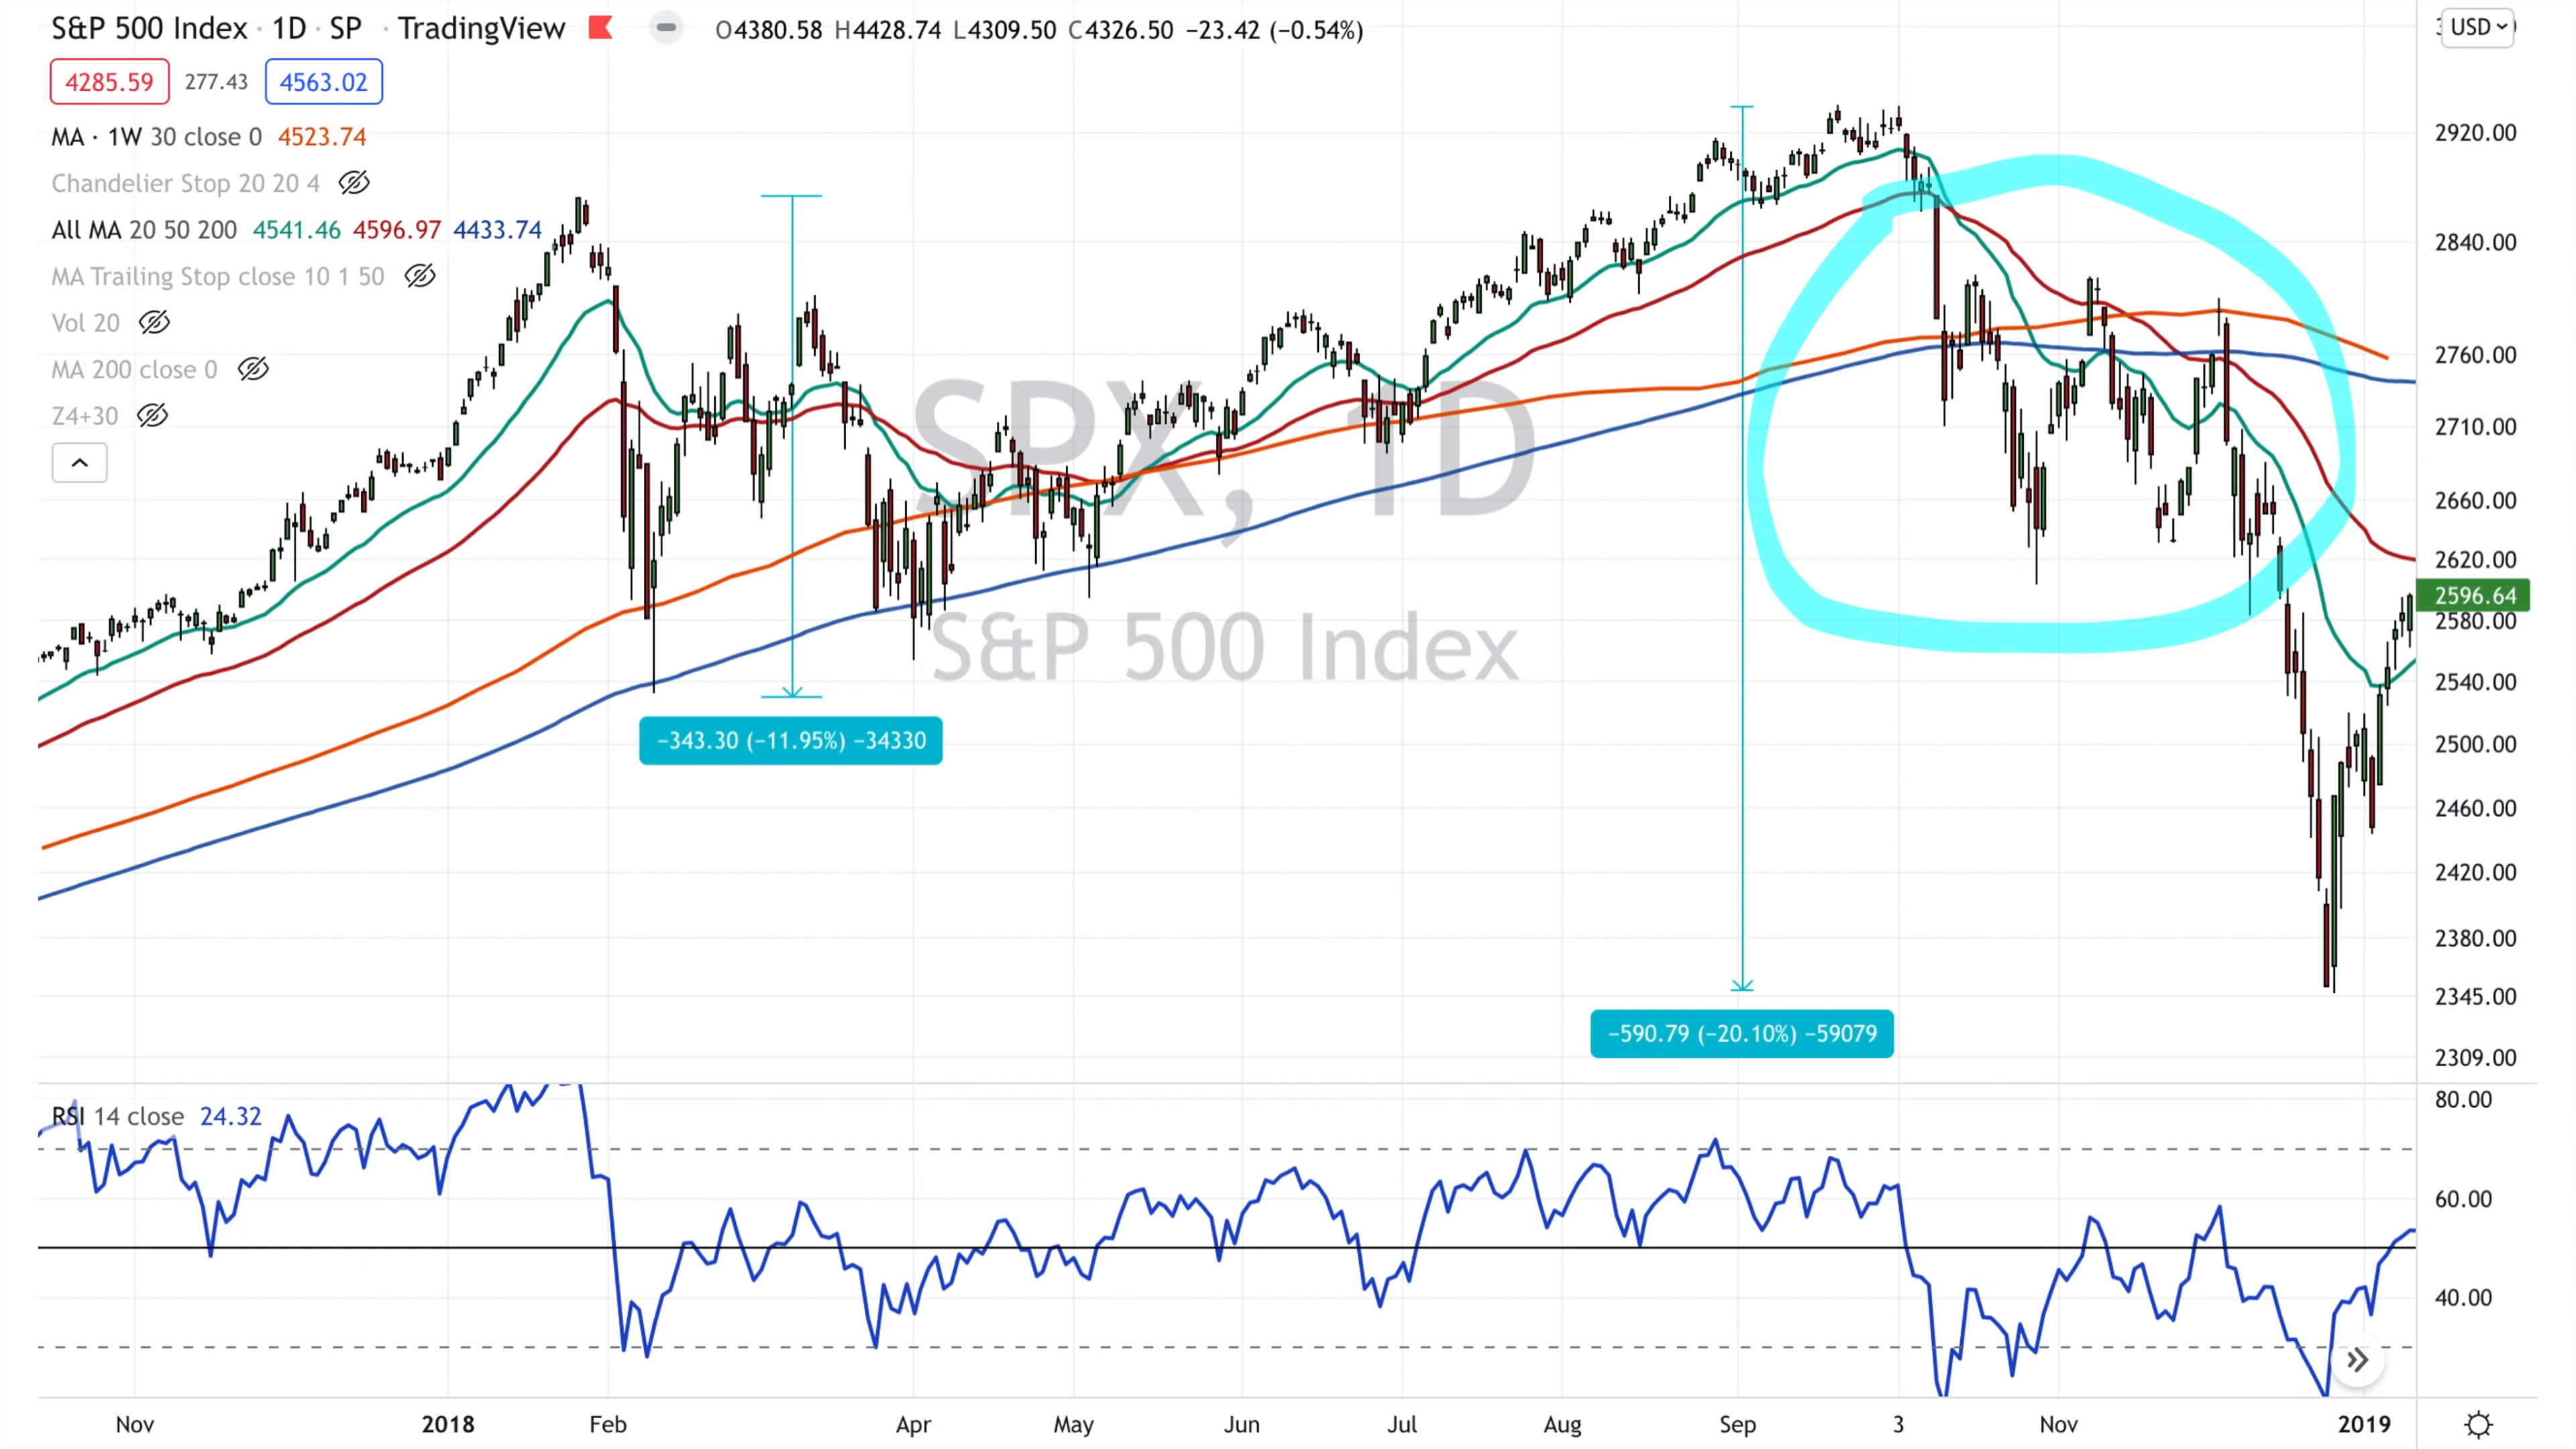 S&P 500 Index · 1D · SP · TradingView O4380.58 H4428.74 L4309.50 C4326.50 −23.42 (−0.54%)
USD
4285.59 277.43 4563.02
MA · 1W 30 close 0 4523.74
Chandelier Stop 20 20 4
All MA 20 50 200 4541.46 4596.97 4433.74
MA Trailing Stop close 10 1 50
Vol 20
MA 200 close 0
Z4+30
SPX, 1D
S&P 500 Index
−343.30 (−11.95%) −34330
−590.79 (−20.10%) −59079
2920.00
2840.00
2760.00
2710.00
2660.00
2620.00
2596.64
2580.00
2540.00
2500.00
2460.00
2420.00
2380.00
2345.00
2309.00
RSI 14 close 24.32
80.00
60.00
40.00
Nov 2018 Feb Apr May Jun Jul Aug Sep 3 Nov 2019